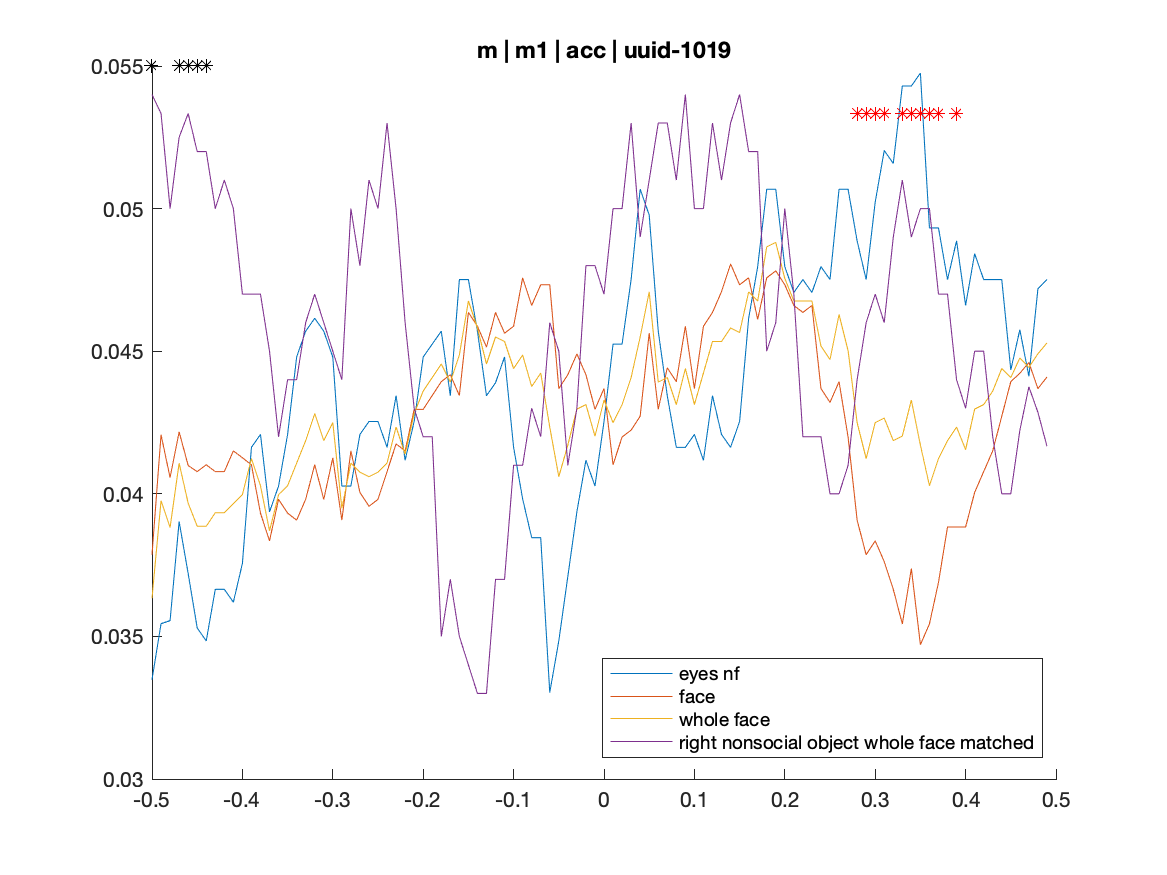 m | m1 | acc | uuid-1019
0.055
0.05
0.045
0.04
0.035
0.03
-0.5 -0.4 -0.3 -0.2 -0.1 0 0.1 0.2 0.3 0.4 0.5
eyes nf
face
whole face
right nonsocial object whole face matched